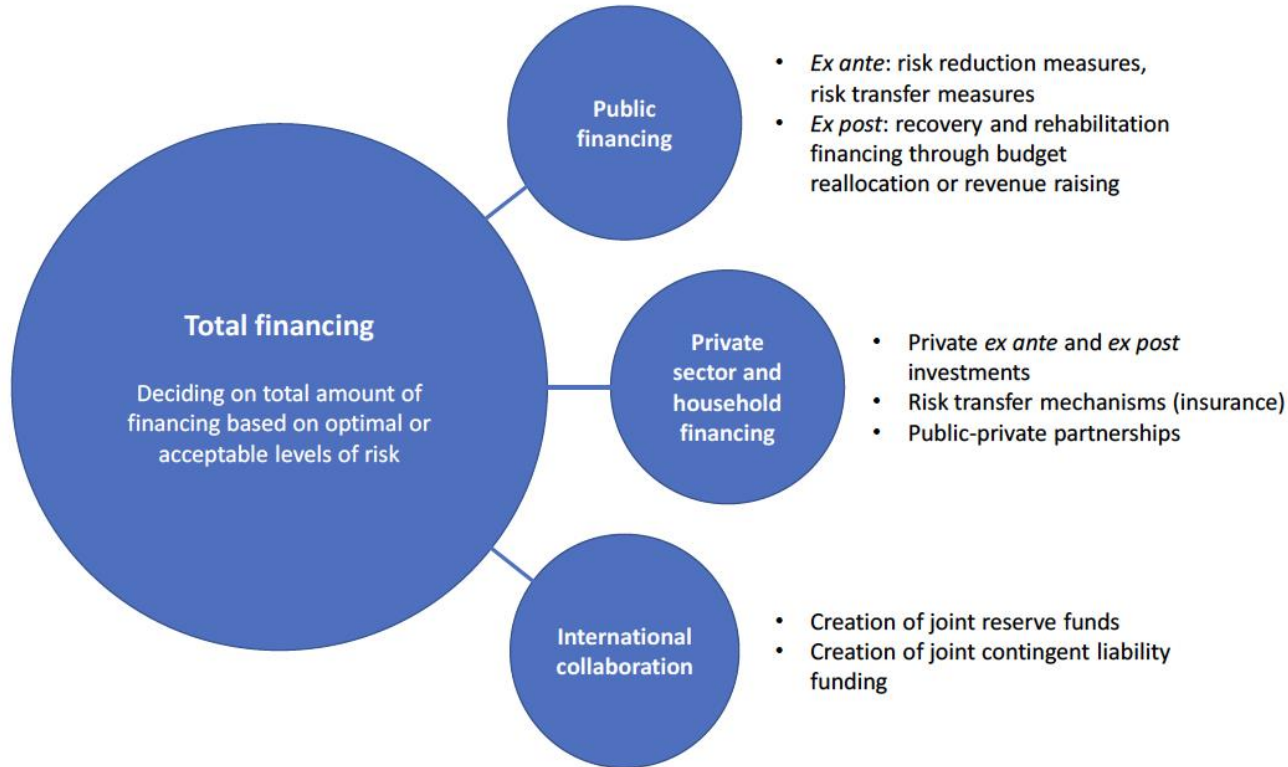 Total financing
Deciding on total amount of
financing based on optimal or
acceptable levels of risk
Public
financing
• Ex ante: risk reduction measures,
risk transfer measures
• Ex post: recovery and rehabilitation
financing through budget
reallocation or revenue raising
Private
sector and
household
financing
• Private ex ante and ex post
investments
• Risk transfer mechanisms (insurance)
• Public-private partnerships
International
collaboration
• Creation of joint reserve funds
• Creation of joint contingent liability
funding